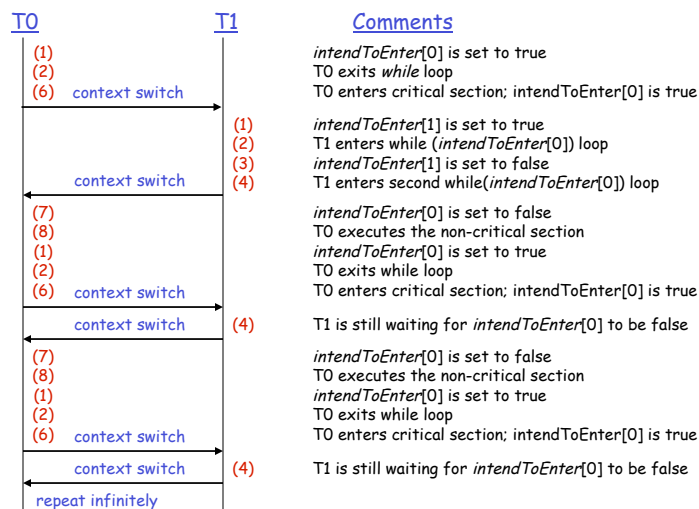 T0 T1 Comments
(1) intendToEnter[0] is set to true
(2) T0 exits while loop
(6) context switch T0 enters critical section; intendToEnter[0] is true
(1) intendToEnter[1] is set to true
(2) T1 enters while (intendToEnter[0]) loop
(3) intendToEnter[1] is set to false
context switch (4) T1 enters second while(intendToEnter[0]) loop
(7) intendToEnter[0] is set to false
(8) T0 executes the non-critical section
(1) intendToEnter[0] is set to true
(2) T0 exits while loop
(6) context switch T0 enters critical section; intendToEnter[0] is true
context switch (4) T1 is still waiting for intendToEnter[0] to be false
(7) intendToEnter[0] is set to false
(8) T0 executes the non-critical section
(1) intendToEnter[0] is set to true
(2) T0 exits while loop
(6) context switch T0 enters critical section; intendToEnter[0] is true
context switch (4) T1 is still waiting for intendToEnter[0] to be false
repeat infinitely